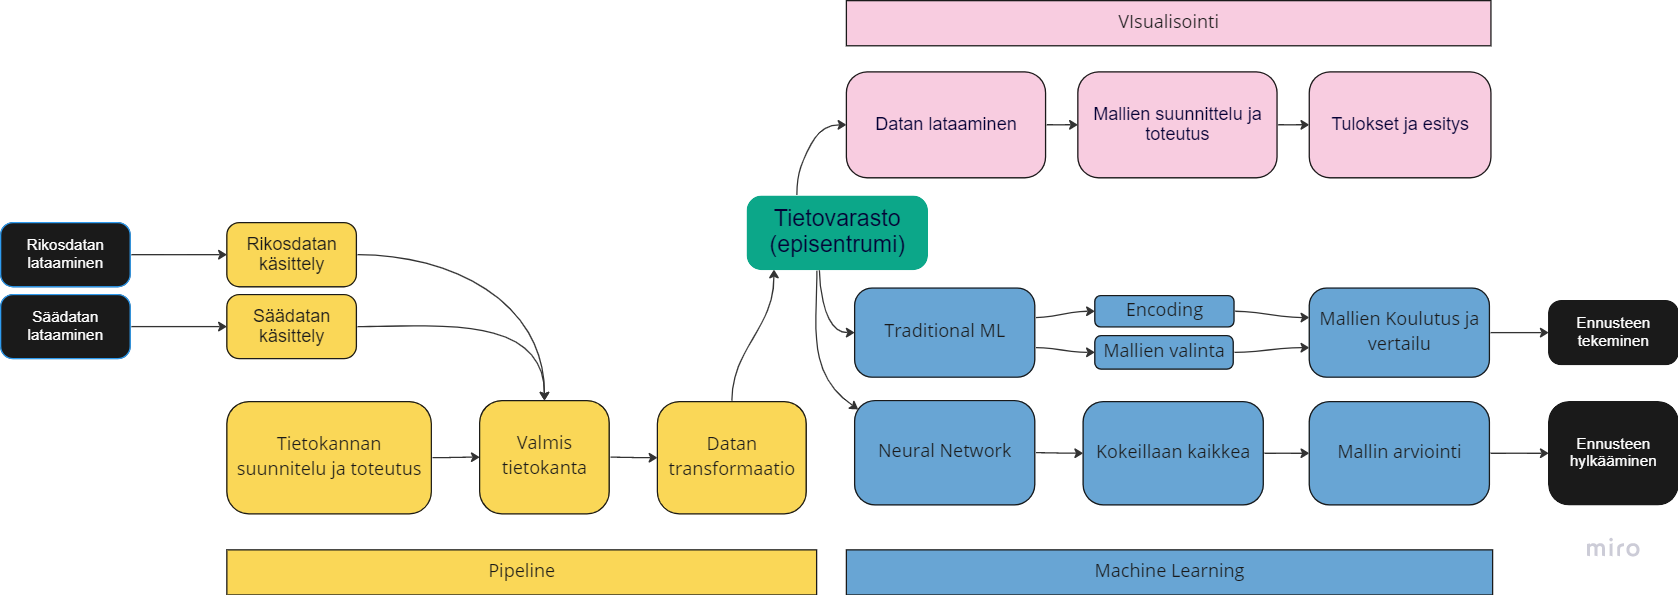 VIsualisointi
Datan lataaminen
Mallien suunnittelu ja
toteutus
Tulokset ja esitys
Tietovarasto
(episentrumi)
Rikosdatan
lataaminen
Rikosdatan
käsittely
Säädatan
lataaminen
Säädatan
käsittely
Tietokannan
suunnitelu ja toteutus
Valmis
tietokanta
Datan
transformaatio
Traditional ML
Encoding
Mallien valinta
Mallien Koulutus ja
vertailu
Ennusteen
tekeminen
Neural Network
Kokeillaan kaikkea
Mallin arviointi
Ennusteen
hylkääminen
Pipeline
Machine Learning
miro